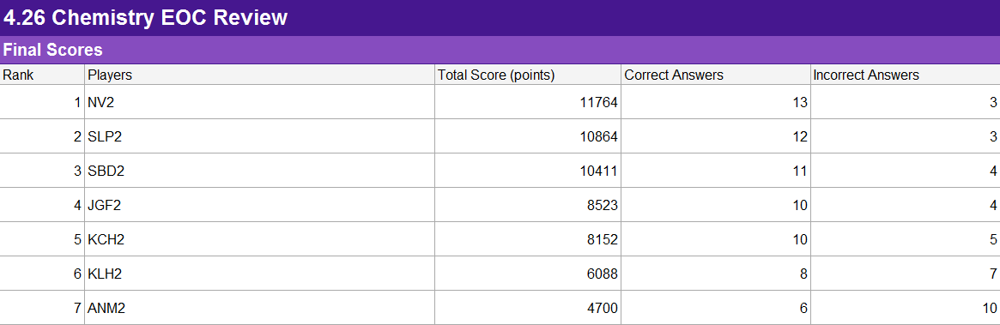 4.26 Chemistry EOC Review
Final Scores
Rank Players Total Score (points) Correct Answers Incorrect Answers
1 NV2 11764 13 3
2 SLP2 10864 12 3
3 SBD2 10411 11 4
4 JGF2 8523 10 4
5 KCH2 8152 10 5
6 KLH2 6088 8 7
7 ANM2 4700 6 10